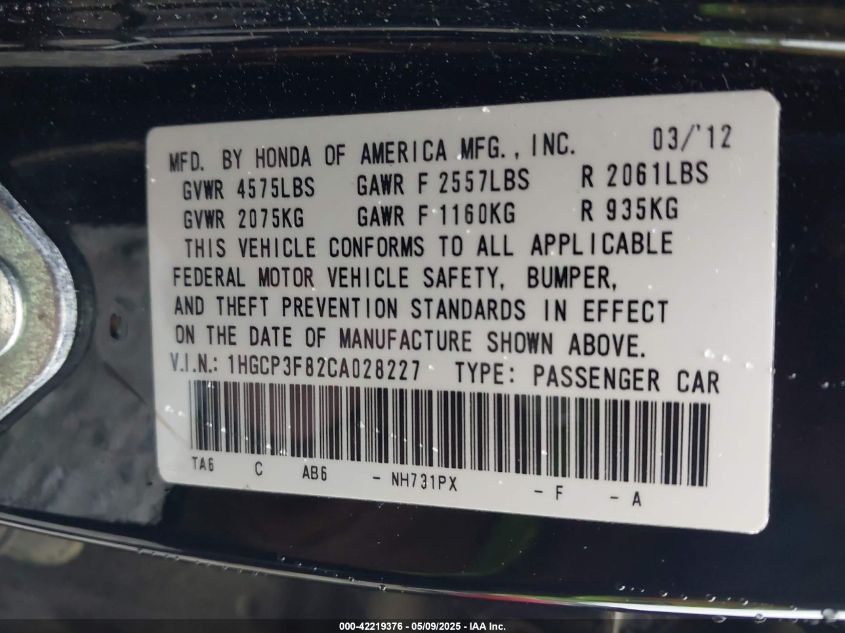 MFD. BY HONDA OF AMERICA MFG., INC. 03/'12
GVWR 4575LBS GAWR F 2557LBS R 2061LBS
GVWR 2075KG GAWR F 1160KG R 935KG
THIS VEHICLE CONFORMS TO ALL APPLICABLE
FEDERAL MOTOR VEHICLE SAFETY, BUMPER,
AND THEFT PREVENTION STANDARDS IN EFFECT
ON THE DATE OF MANUFACTURE SHOWN ABOVE.
V.I.N.: 1HGCP3F82CA028227 TYPE: PASSENGER CAR
TA6 C AB6 - NH731PX - F - A
000-42219376 - 05/09/2025 - IAA Inc.